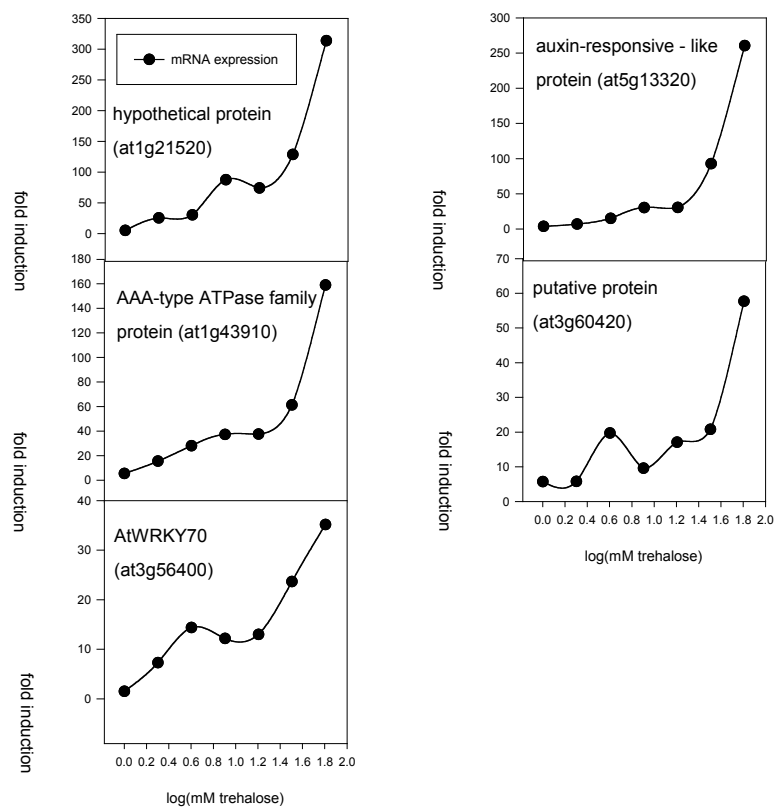 350
300
250
200
150
100
50
0
mRNA expression
hypothetical protein
(at1g21520)
fold induction
180
160
140
120
100
80
60
40
20
0
AAA-type ATPase family
protein (at1g43910)
fold induction
40
30
20
10
0
AtWRKY70
(at3g56400)
fold induction
0.0 0.2 0.4 0.6 0.8 1.0 1.2 1.4 1.6 1.8 2.0
log(mM trehalose)
300
250
200
150
100
50
0
auxin-responsive - like
protein (at5g13320)
fold induction
70
60
50
40
30
20
10
0
putative protein
(at3g60420)
fold induction
0.0 0.2 0.4 0.6 0.8 1.0 1.2 1.4 1.6 1.8 2.0
log(mM trehalose)